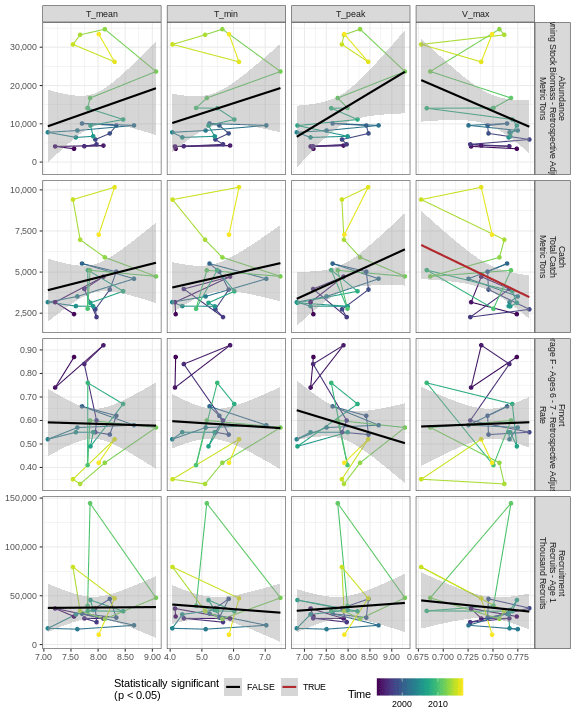 T_mean T_min T_peak V_max
30,000
20,000
10,000
0
Abundance
Stock Biomass - Retrospective
Metric Tons
10,000
7,500
5,000
2,500
Catch
Total Catch
Metric Tons
0.90
0.80
0.70
0.60
0.50
0.40
Fmort
F - Ages 6 - 7 - Retrospective
Rate
150,000
100,000
50,000
0
Recruitment
Recruits - Age 1
Thousand Recruits
7.00 7.50 8.00 8.50 9.00 4.0 5.0 6.0 7.0 7.00 7.50 8.00 8.50 9.00 0.675 0.700 0.725 0.750 0.775
Statistically significant
(p < 0.05)
FALSE TRUE
Time
2000 2010